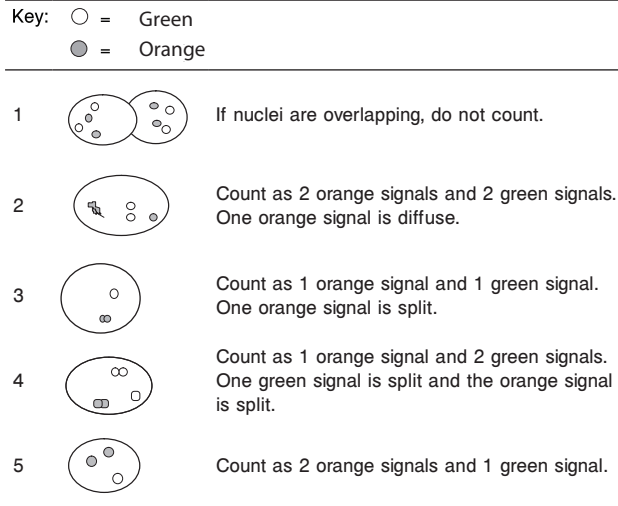 Key: = Green
= Orange
1 If nuclei are overlapping, do not count.
2 Count as 2 orange signals and 2 green signals.
One orange signal is diffuse.
3 Count as 1 orange signal and 1 green signal.
One orange signal is split.
4 Count as 1 orange signal and 2 green signals.
One green signal is split and the orange signal
is split.
5 Count as 2 orange signals and 1 green signal.